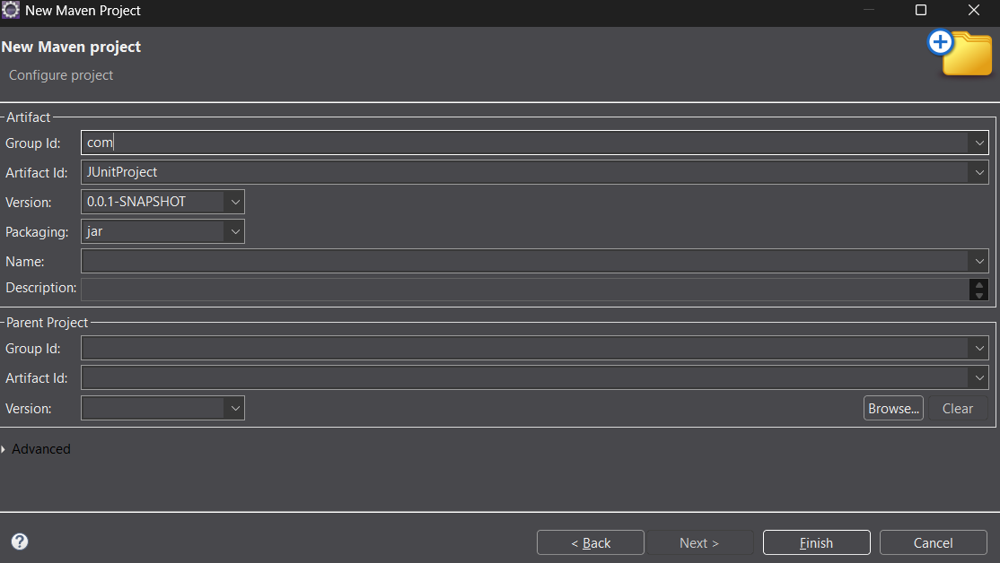 New Maven Project
New Maven project
Configure project
Artifact
Group Id: com
Artifact Id: JUnitProject
Version: 0.0.1-SNAPSHOT
Packaging: jar
Name:
Description:
Parent Project
Group Id:
Artifact Id:
Version: Browse... Clear
Advanced
? < Back Next > Finish Cancel